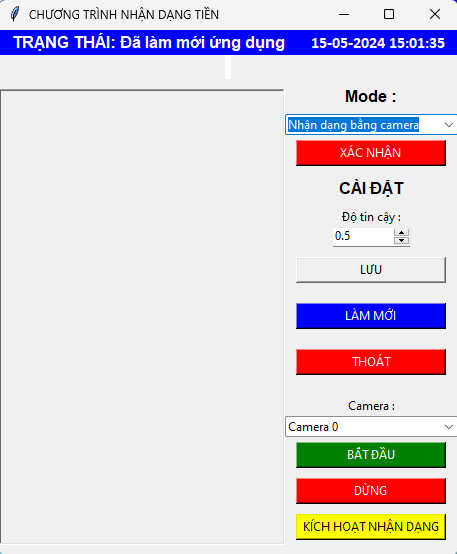 CHƯƠNG TRÌNH NHẬN DẠNG TIỀN
TRẠNG THÁI: Đã làm mới ứng dụng 15-05-2024 15:01:35
Mode :
Nhận dạng bằng camera
XÁC NHẬN
CÀI ĐẶT
Độ tin cậy :
0.5
LƯU
LÀM MỚI
THOÁT
Camera :
Camera 0
BẮT ĐẦU
DỪNG
KÍCH HOẠT NHẬN DẠNG